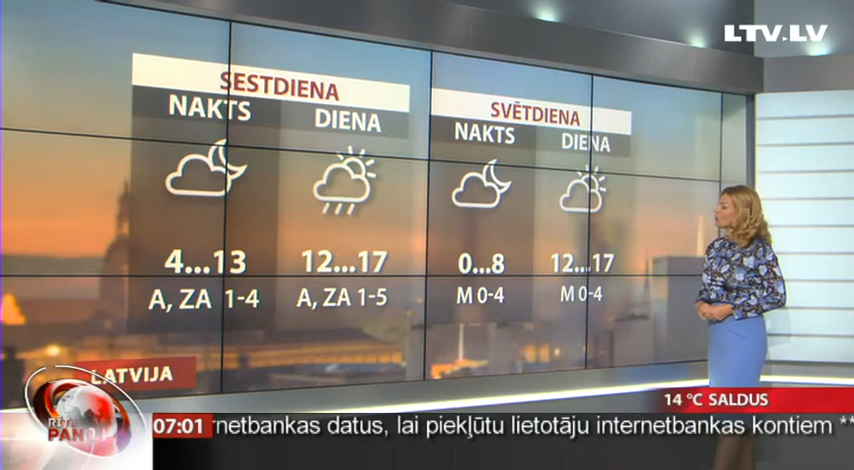 LTV.LV
SESTDIENA
NAKTS DIENA
4...13 12...17
A, ZA 1-4 A, ZA 1-5
SVĒTDIENA
NAKTS DIENA
0...8 12...17
M 0-4 M 0-4
LATVIJA
14 °C SALDUS
07:01 rnetbankas datus, lai piekļūtu lietotāju internetbankas kontiem **